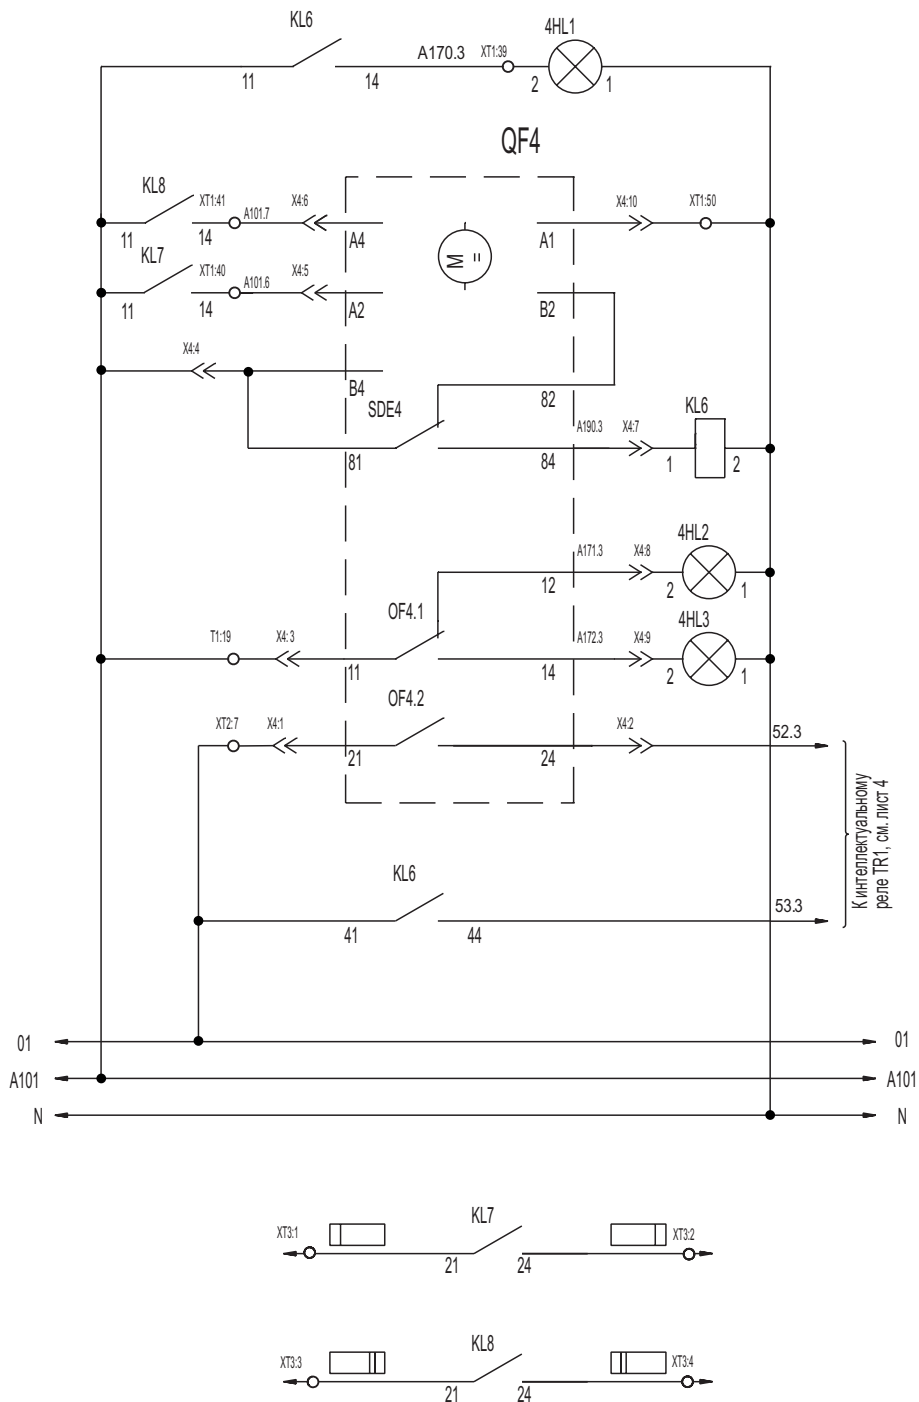 KL6
4HL1
A170.3
XT1:39
11
14
2
1
QF4
KL8
XT1:41
A101.7
X4:6
X4:10
XT1:50
11
14
A4
A1
KL7
XT1:40
A101.6
X4:5
M
=
11
14
A2
B2
X4:4
B4
82
SDE4
A190.3
X4:7
KL6
81
84
1
2
A171.3
X4:8
4HL2
12
2
1
OF4.1
T1:19
X4: 3
A172.3
X4:9
4HL3
11
14
2
1
OF4.2
XT2:7
X4:1
X4:2
52.3
21
24
К интеллектуальному
реле TR1, см. лист 4
KL6
53.3
41
44
01
01
A101
A101
N
N
KL7
XT3:1
XT3:2
21
24
KL8
XT3:3
XT3:4
21
24